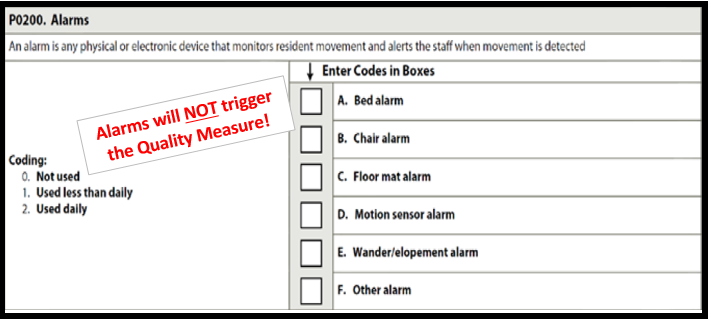 P0200. Alarms
An alarm is any physical or electronic device that monitors resident movement and alerts the staff when movement is detected
↓ Enter Codes in Boxes
Alarms will NOT trigger
the Quality Measure!
Coding:
0. Not used
1. Used less than daily
2. Used daily
A. Bed alarm
B. Chair alarm
C. Floor mat alarm
D. Motion sensor alarm
E. Wander/elopement alarm
F. Other alarm